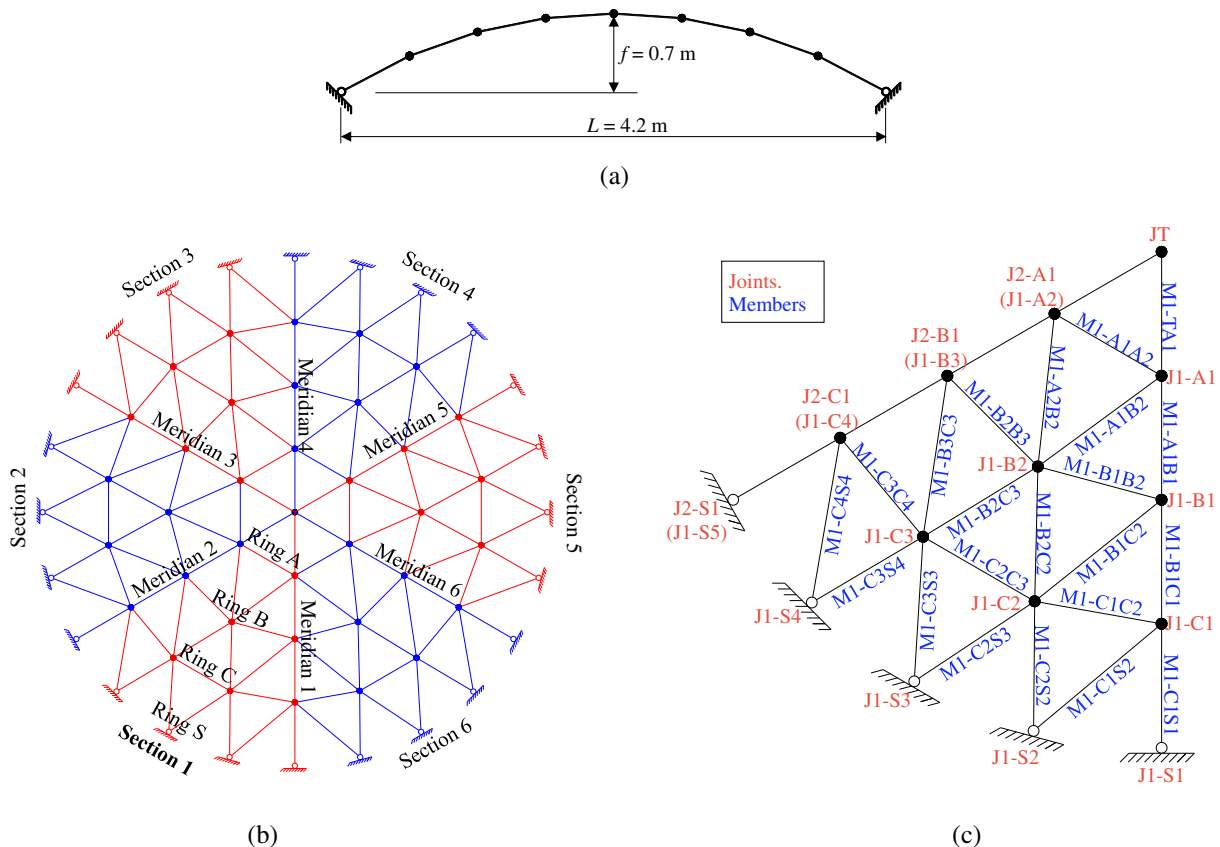 f = 0.7 m
L = 4.2 m
(a)
Section 3
Section 4
Meridian 4
Meridian 5
Meridian 3
Section 2
Section 5
Ring A
Meridian 2
Meridian 6
Ring B
Meridian 1
Ring C
Ring S
Section 1
Section 6
(b)
JT
Joints.
Members
J2-A1
(J1-A2)
M1-TA1
M1-A1A2
J2-B1
(J1-B3)
J1-A1
M1-A2B2
J2-C1
(J1-C4)
M1-B2B3
M1-A1B2
M1-A1B1
M1-B3C3
J1-B2
M1-B1B2
J1-B1
M1-C3C4
M1-C4S4
M1-B2C3
J2-S1
(J1-S5)
M1-B2C2
M1-B1C2
M1-B1C1
J1-C3
M1-C2C3
J1-C2
M1-C1C2
J1-C1
J1-S4
M1-C3S4
M1-C3S3
M1-C2S3
M1-C2S2
M1-C1S2
M1-C1S1
J1-S3
J1-S2
J1-S1
(c)